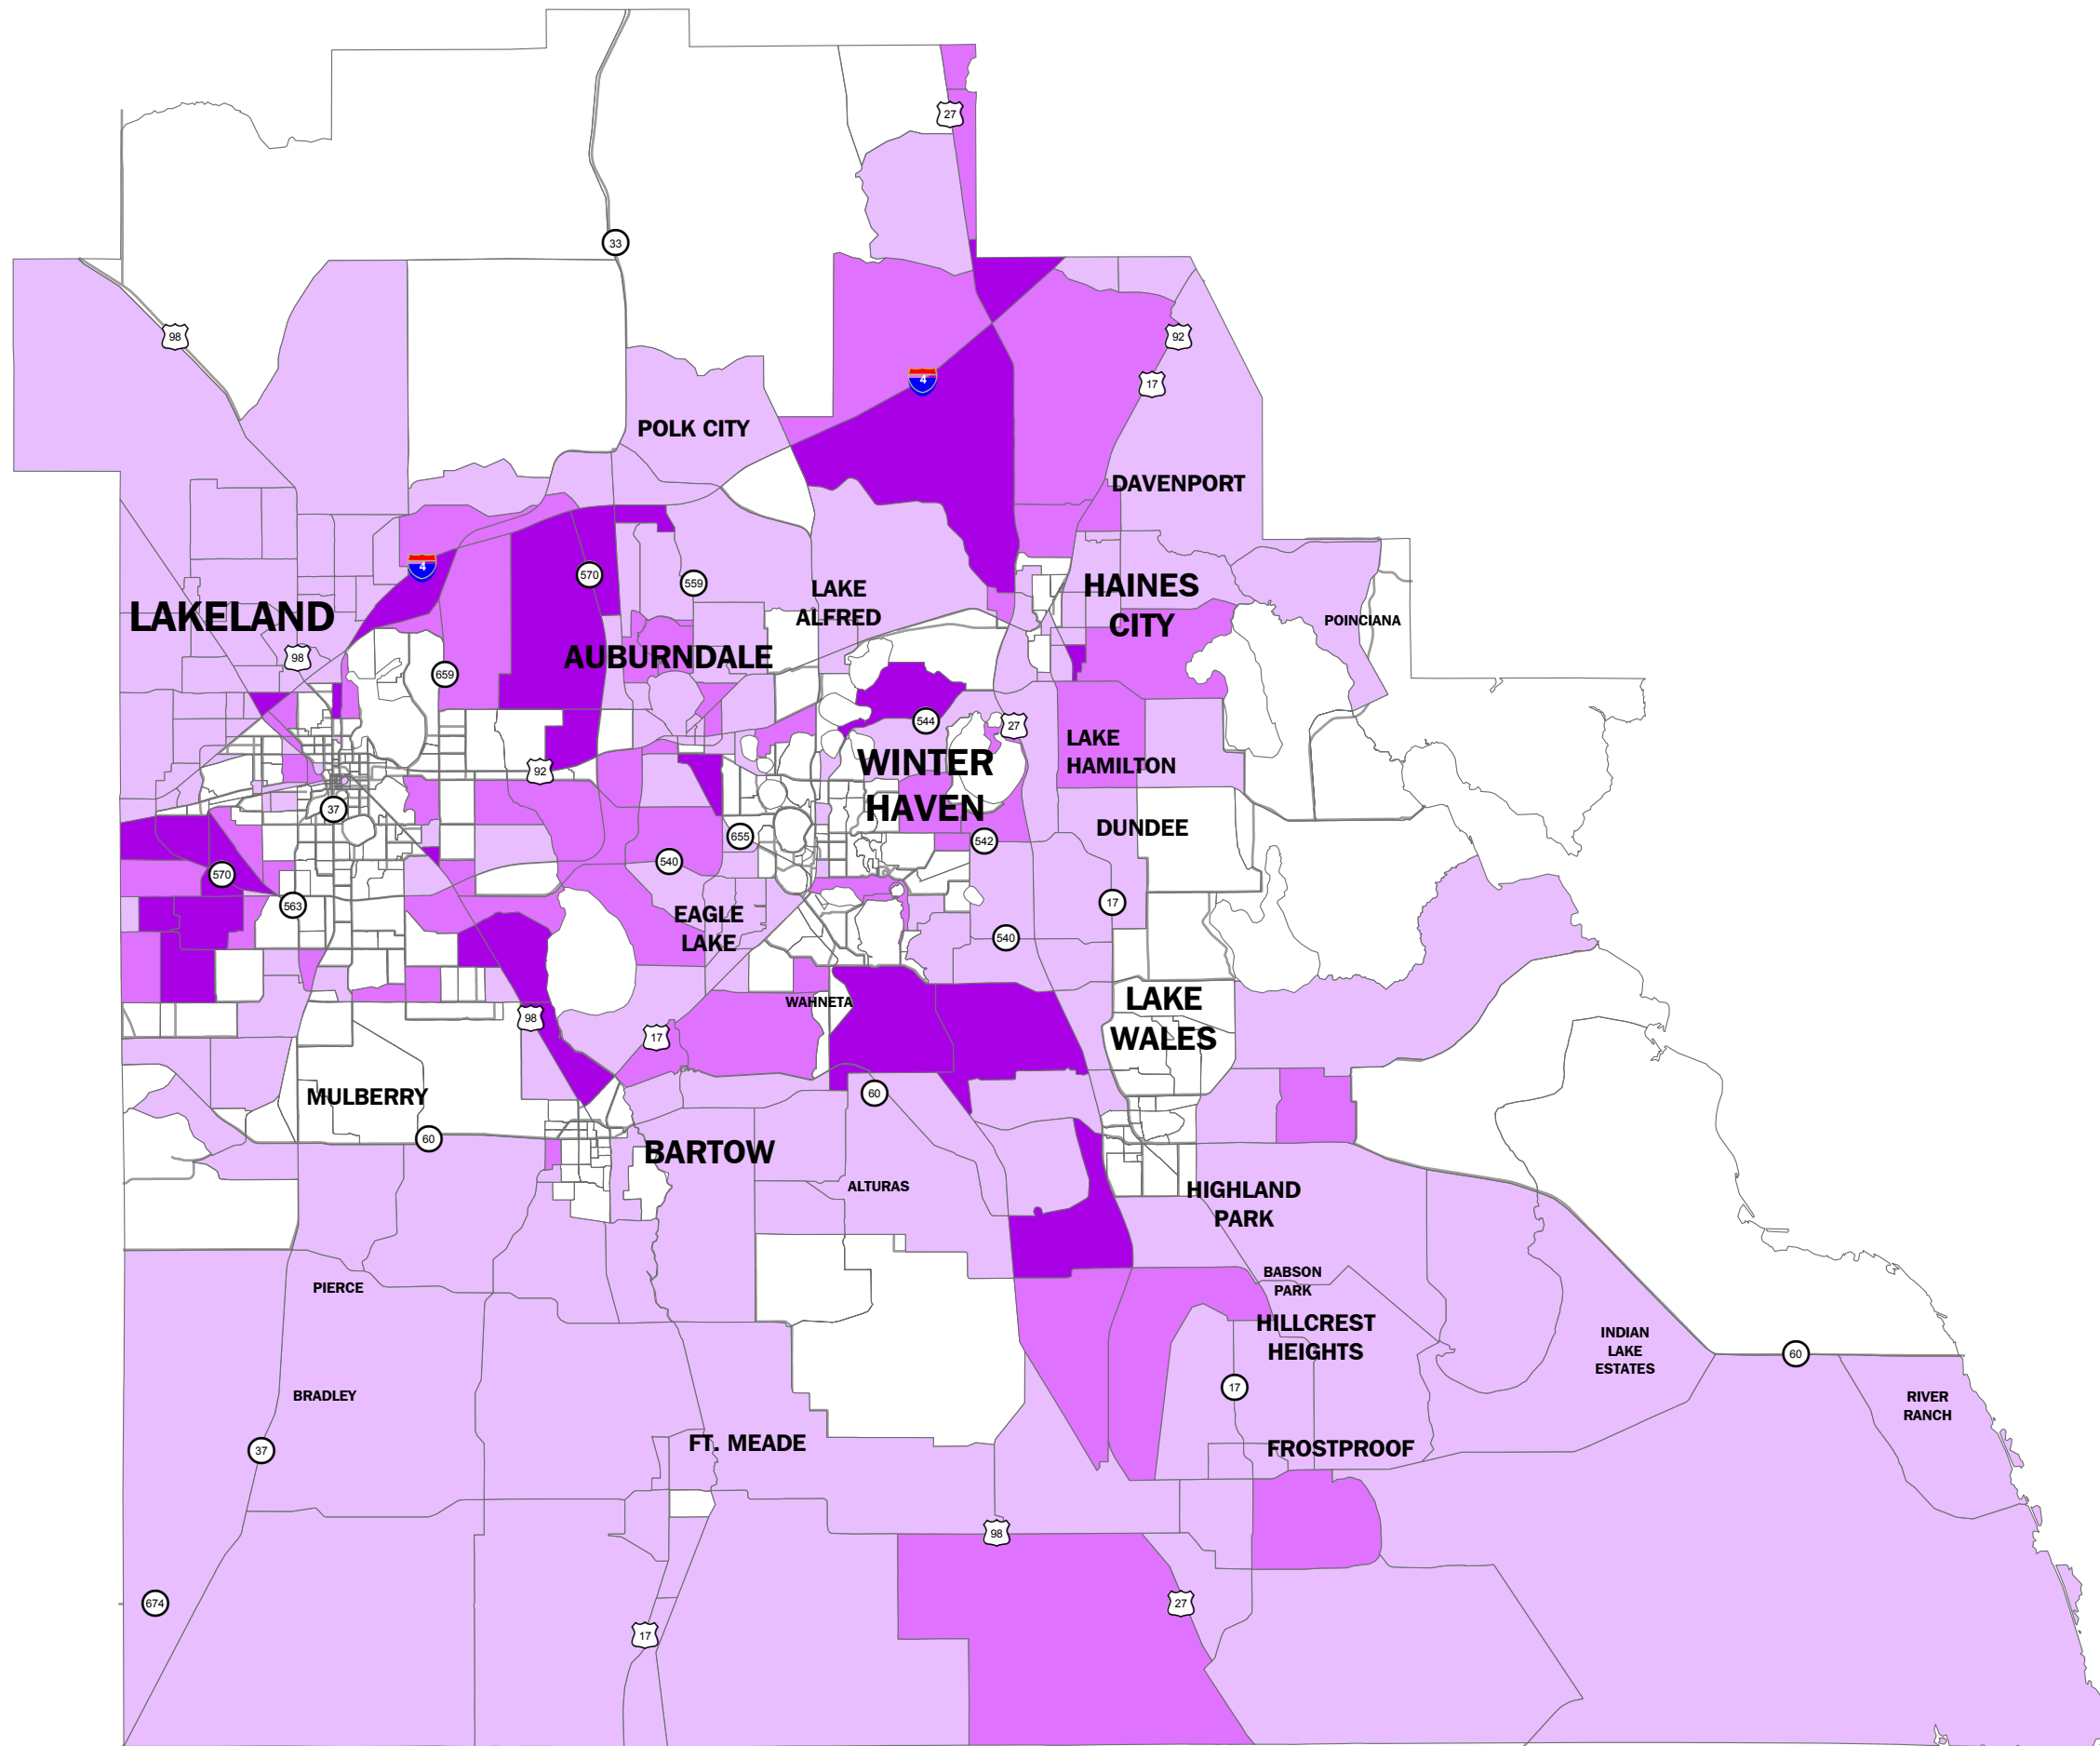 27
33
98
4
92
17
POLK CITY
DAVENPORT
4
570
559
LAKE
ALFRED
HAINES
CITY
LAKELAND
POINCIANA
98
AUBURNDALE
659
544
27
LAKE
HAMILTON
WINTER
HAVEN
92
37
655
542
DUNDEE
540
570
563
17
EAGLE
LAKE
540
WAHNETA
LAKE
WALES
98
17
MULBERRY
60
60
BARTOW
ALTURAS
HIGHLAND
PARK
PIERCE
BABSON
PARK
HILLCREST
HEIGHTS
INDIAN
LAKE
ESTATES
60
BRADLEY
17
RIVER
RANCH
37
FT. MEADE
FROSTPROOF
98
674
27
17